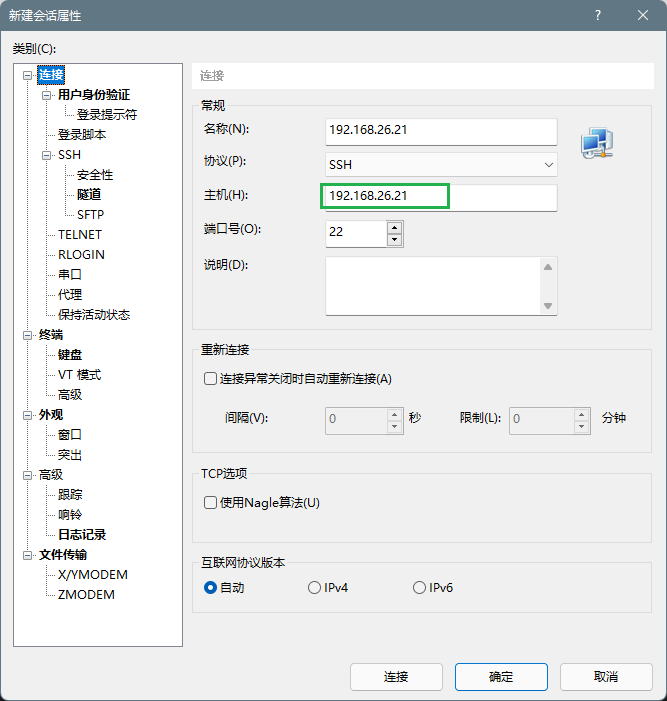 新建会话属性
?
类别(C):
连接
用户身份验证
登录提示符
登录脚本
SSH
安全性
隧道
SFTP
TELNET
RLOGIN
串口
代理
保持活动状态
终端
键盘
VT 模式
高级
外观
窗口
突出
高级
跟踪
响铃
日志记录
文件传输
X/YMODEM
ZMODEM
连接
常规
名称(N): 192.168.26.21
协议(P): SSH
主机(H): 192.168.26.21
端口号(O): 22
说明(D):
重新连接
连接异常关闭时自动重新连接(A)
间隔(V): 0 秒 限制(L): 0 分钟
TCP选项
使用Nagle算法(U)
互联网协议版本
自动 IPv4 IPv6
连接 确定 取消